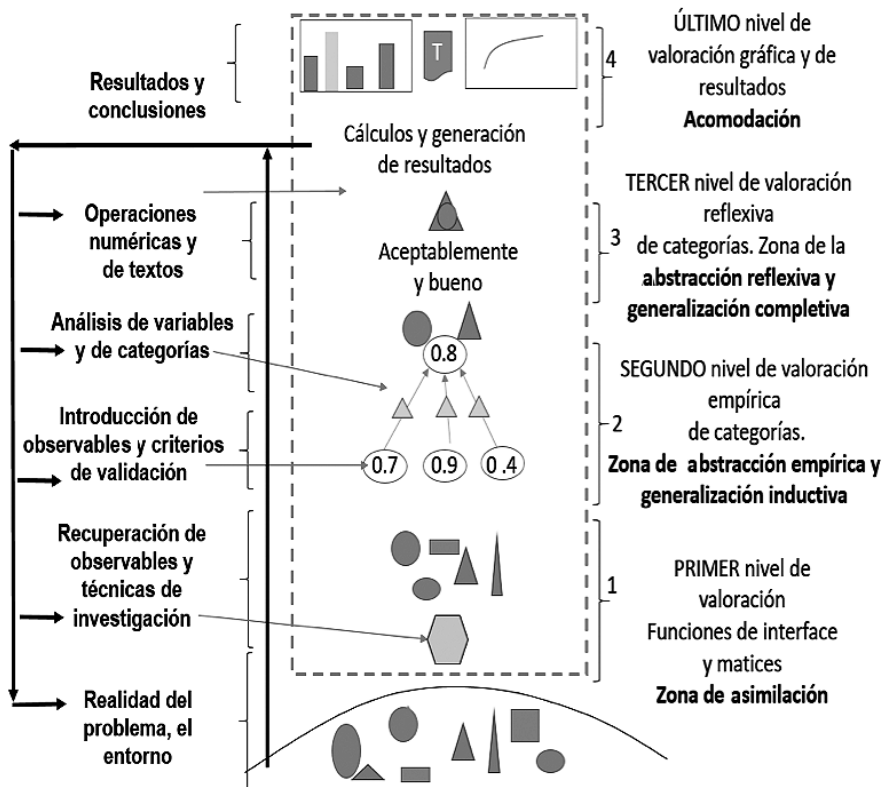 Resultados y
conclusiones
Operaciones
numéricas y
de textos
Análisis de variables
y de categorías
Introducción de
observables y criterios
de validación
Recuperación de
observables y
técnicas de
investigación
Realidad del
problema, el
entorno
T
Cálculos y generación
de resultados
Aceptablemente
y bueno
0.8
0.7
0.9
0 .4
4
ÚLTIMO nivel de
valoración gráfica y de
resultados
Acomodación
3
TERCER nivel de valoración
reflexiva
de categorías. Zona de la
abstracción reflexiva y
generalización completiva
2
SEGUNDO nivel de valoración
empírica
de categorías.
Zona de abstracción empírica y
generalización inductiva
1
PRIMER nivel de
valoración
Funciones de interface
y matices
Zona de asimilación